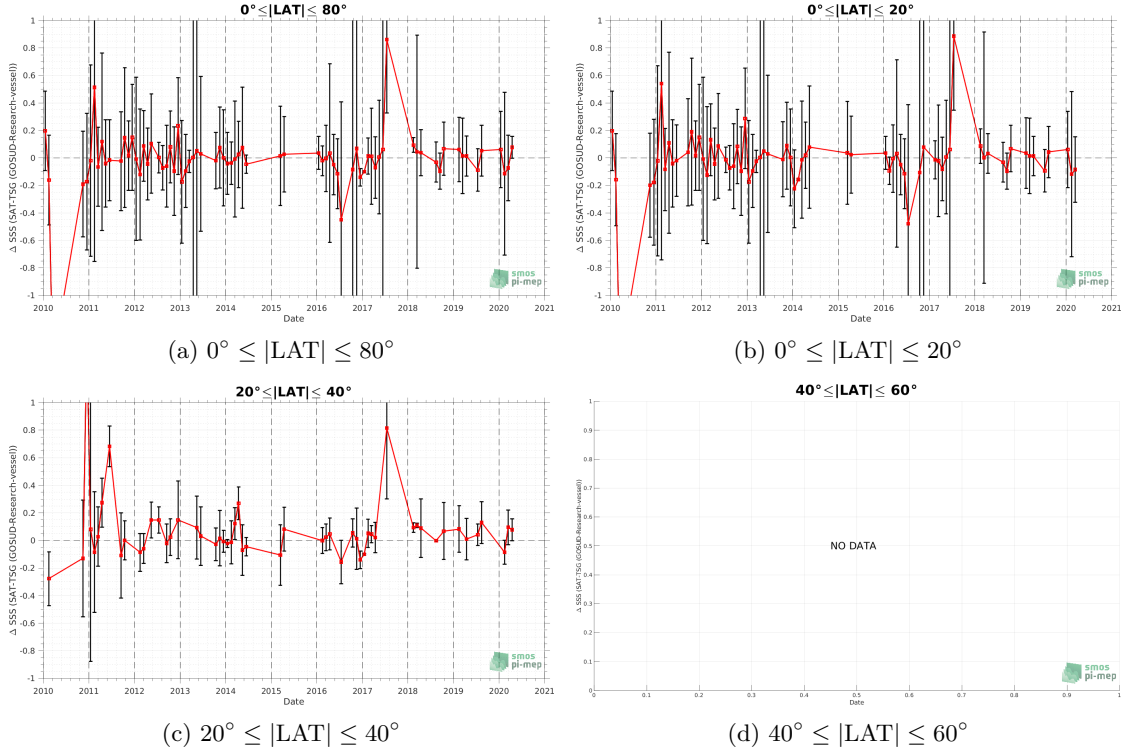 0°≤|LAT|≤ 80°
Δ SSS (SAT-TSG (GOSUD-Research-vessel))
1
0.8
0.6
0.4
0.2
0
-0.2
-0.4
-0.6
-0.8
-1
2010 2011 2012 2013 2014 2015 2016 2017 2018 2019 2020 2021
Date
smos
pi-mep
(a) 0° ≤ |LAT| ≤ 80°
0°≤|LAT|≤ 20°
Δ SSS (SAT-TSG (GOSUD-Research-vessel))
1
0.8
0.6
0.4
0.2
0
-0.2
-0.4
-0.6
-0.8
-1
2010 2011 2012 2013 2014 2015 2016 2017 2018 2019 2020 2021
Date
smos
pi-mep
(b) 0° ≤ |LAT| ≤ 20°
20°≤|LAT|≤ 40°
Δ SSS (SAT-TSG (GOSUD-Research-vessel))
1
0.8
0.6
0.4
0.2
0
-0.2
-0.4
-0.6
-0.8
-1
2010 2011 2012 2013 2014 2015 2016 2017 2018 2019 2020 2021
Date
smos
pi-mep
(c) 20° ≤ |LAT| ≤ 40°
40°≤|LAT|≤ 60°
Δ SSS (SAT-TSG (GOSUD-Research-vessel))
1
0.9
0.8
0.7
0.6
0.5
0.4
0.3
0.2
0.1
0
NO DATA
0 0.1 0.2 0.3 0.4 0.5 0.6 0.7 0.8 0.9 1
Date
smos
pi-mep
(d) 40° ≤ |LAT| ≤ 60°